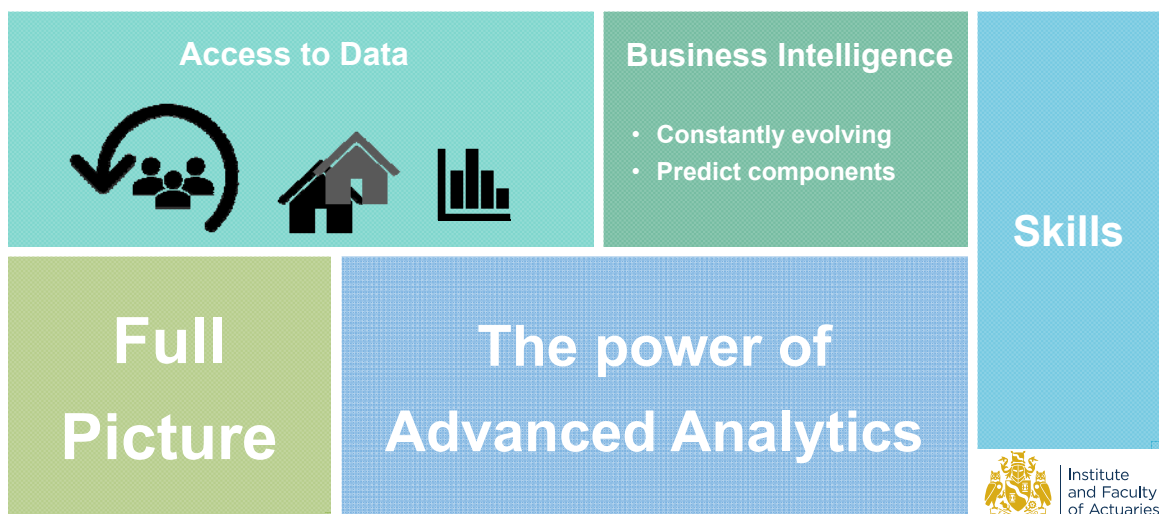 Access to Data
Business Intelligence
• Constantly evolving
• Predict components
Skills
Full
Picture
The power of
Advanced Analytics
Institute
and Faculty
of Actuaries